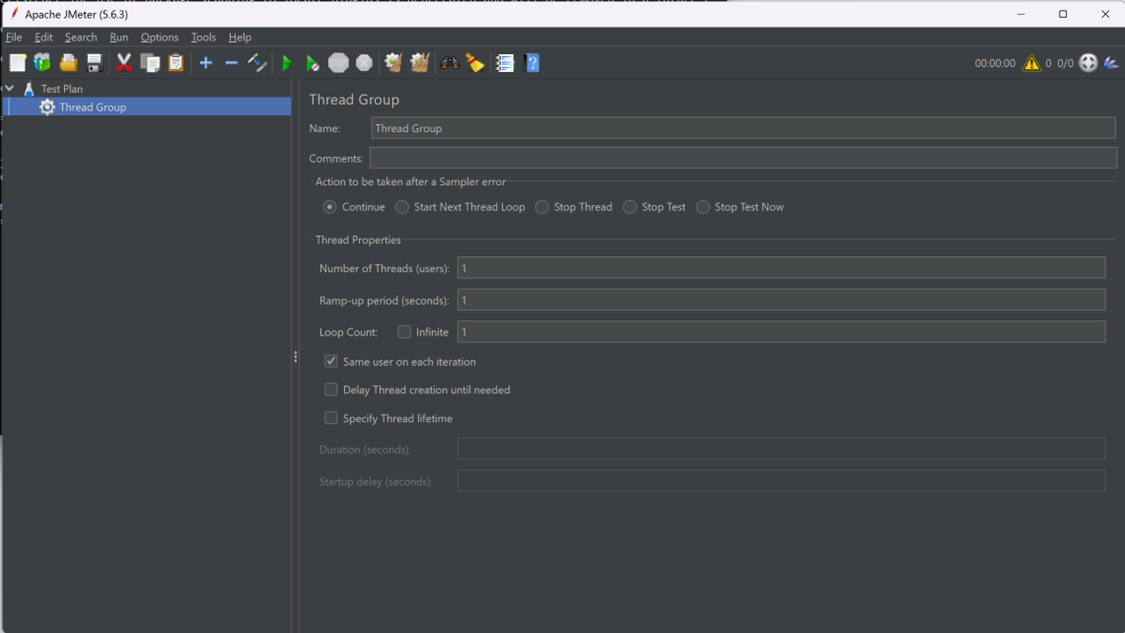 Apache JMeter (5.6.3)
File Edit Search Run Options Tools Help
00:00:00 0 0/0
Test Plan
Thread Group
Thread Group
Name: Thread Group
Comments:
Action to be taken after a Sampler error
Continue Start Next Thread Loop Stop Thread Stop Test Stop Test Now
Thread Properties
Number of Threads (users): 1
Ramp-up period (seconds): 1
Loop Count: Infinite 1
Same user on each iteration
Delay Thread creation until needed
Specify Thread lifetime
Duration (seconds):
Startup delay (seconds):